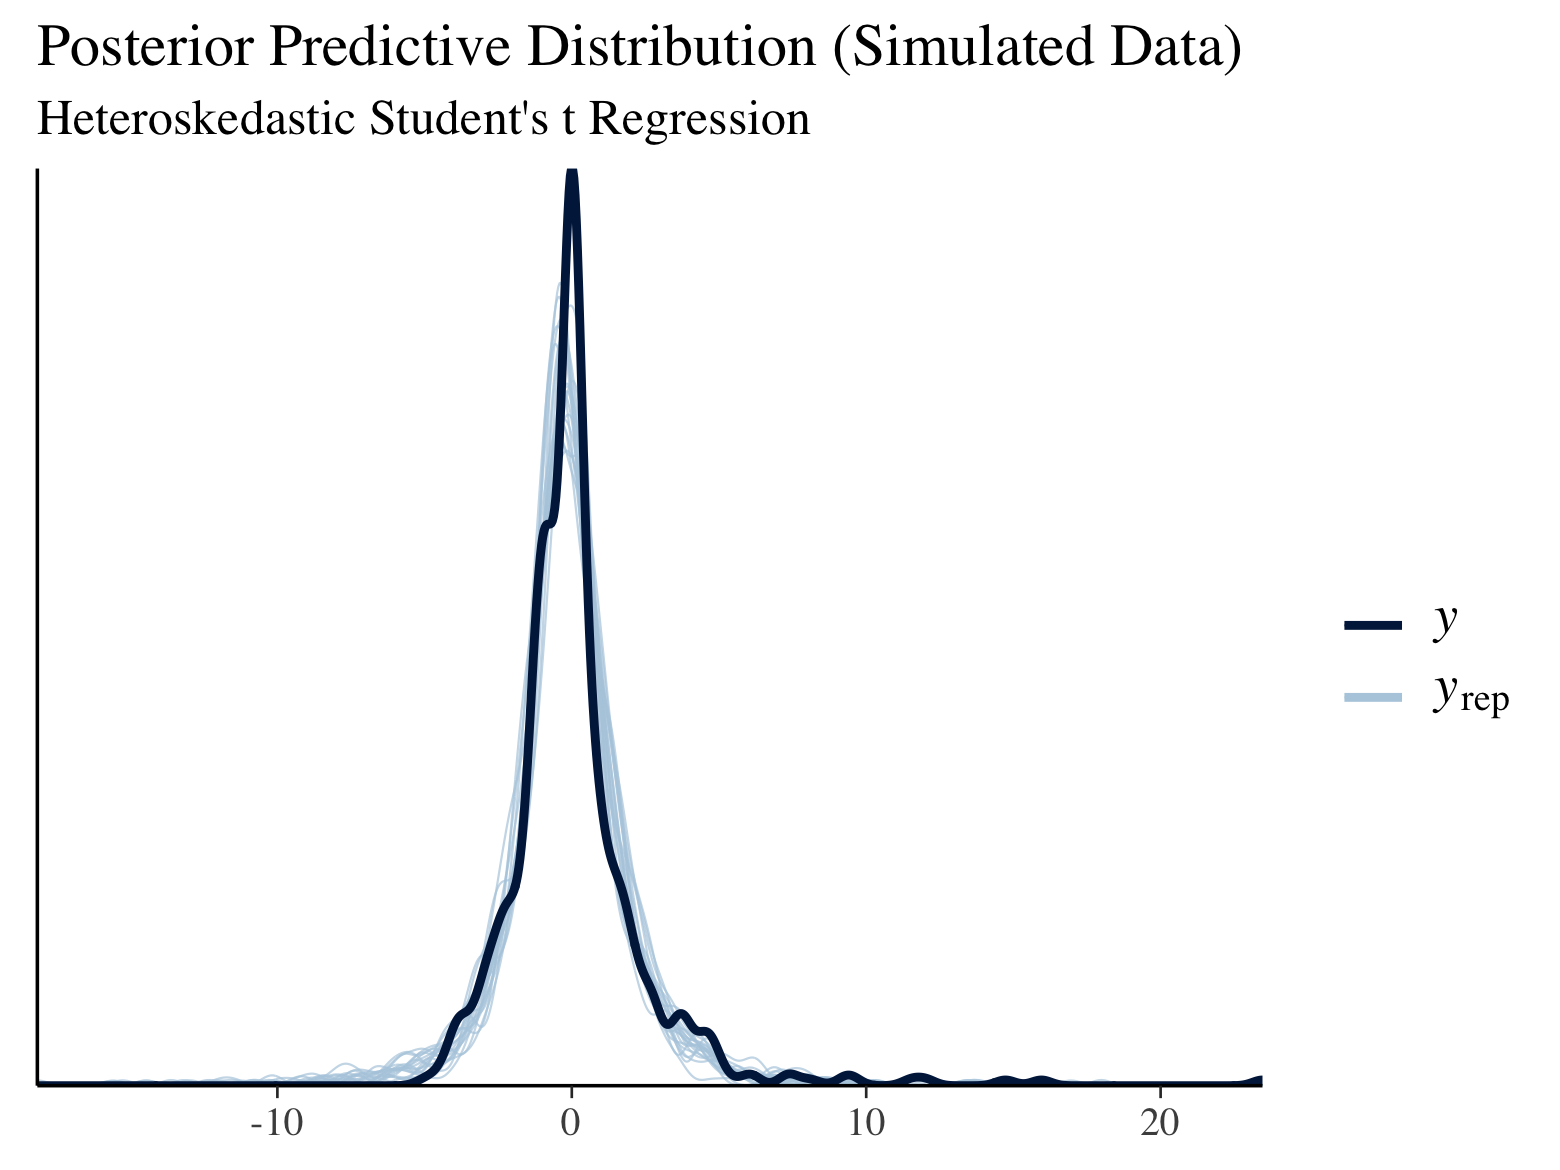 Posterior Predictive Distribution (Simulated Data)
Heteroskedastic Student's t Regression
y
yrep
-10 0 10 20